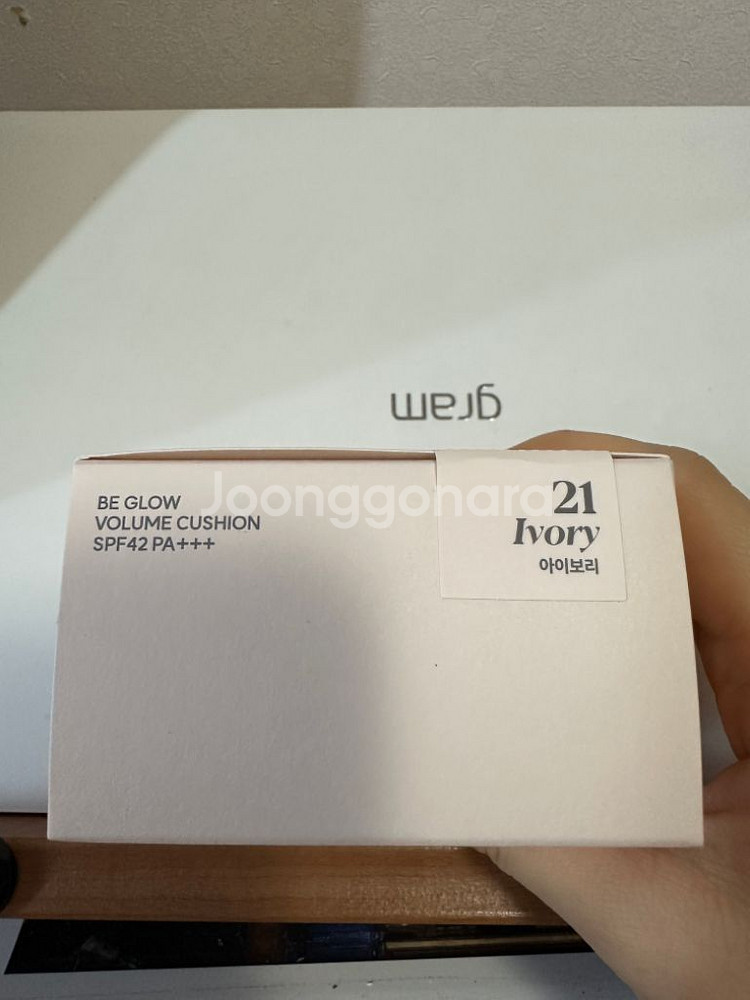 gram
BE GLOW
VOLUME CUSHION
SPF42 PA+++
Joonggonara
21
Ivory
아이보리